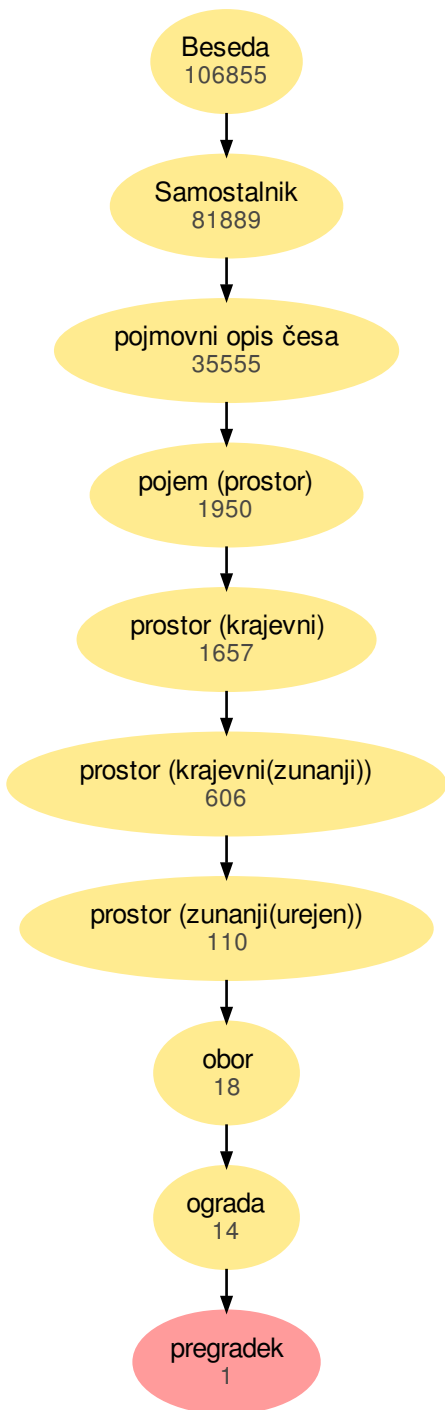 Beseda
106855
Samostalnik
81889
pojmovni opis česa
35555
pojem (prostor)
1950
prostor (krajevni)
1657
prostor (krajevni(zunanji))
606
prostor (zunanji(urejen))
110
obor
18
ograda
14
pregradek
1